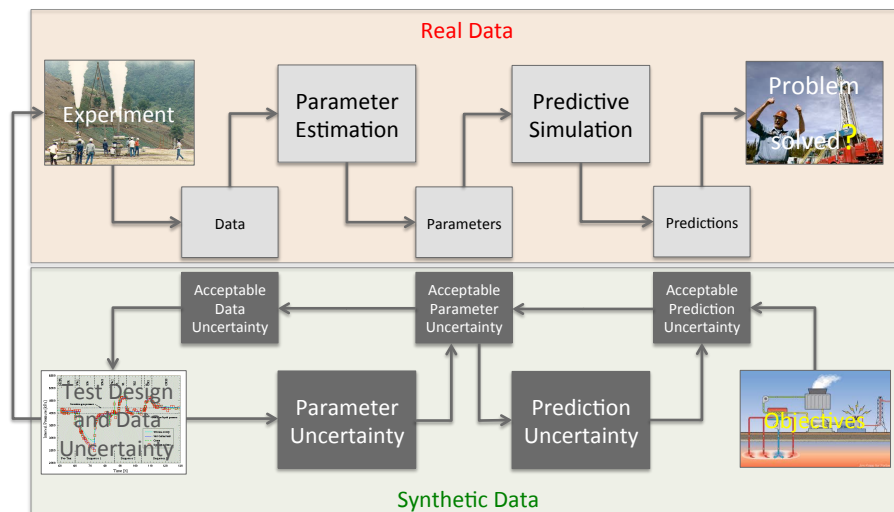 Real Data
Experiment
Parameter
Estimation
Predictive
Simulation
Problem
solved?
Data
Parameters
Predictions
Acceptable
Data
Uncertainty
Acceptable
Parameter
Uncertainty
Acceptable
Prediction
Uncertainty
Test Design
and Data
Uncertainty
Time [h]
Parameter
Uncertainty
Prediction
Uncertainty
Objectives
Synthetic Data